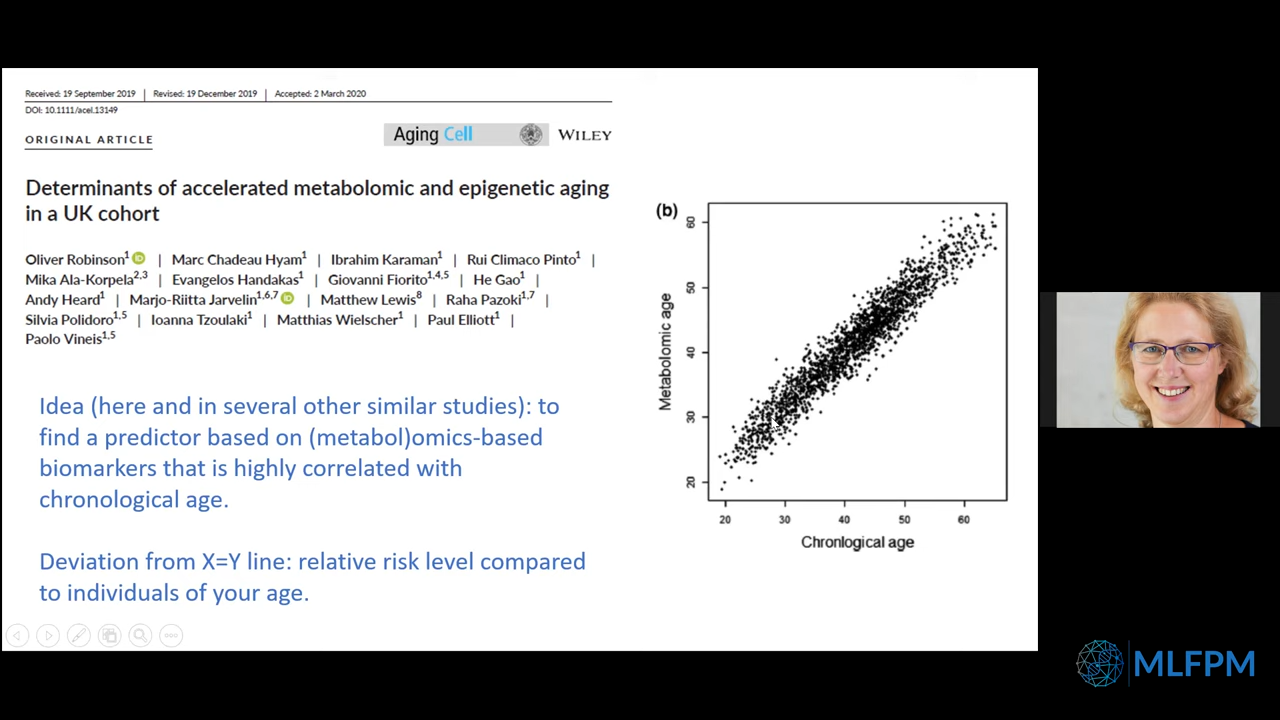 Received: 19 September 2019 | Revised: 19 December 2019 | Accepted: 2 March 2020
DOI: 10.1111/acel.13149
ORIGINAL ARTICLE
Aging Cell WILEY
Determinants of accelerated metabolomic and epigenetic aging
in a UK cohort
Oliver Robinson1 iD | Marc Chadeau Hyam1 | Ibrahim Karaman1 | Rui Climaco Pinto1 |
Mika Ala-Korpela2,3 | Evangelos Handakas1 | Giovanni Fiorito1,4,5 | He Gao1 |
Andy Heard1 | Marjo-Riitta Jarvelin1,6,7 iD | Matthew Lewis8 | Raha Pazoki1,7 |
Silvia Polidoro1,5 | Ioanna Tzoulaki1 | Matthias Wielscher1 | Paul Elliott1 |
Paolo Vineis1,5
Idea (here and in several other similar studies): to
find a predictor based on (metabol)omics-based
biomarkers that is highly correlated with
chronological age.
Deviation from X=Y line: relative risk level compared
to individuals of your age.
(b)
Metabolomic age
60
50
40
30
20
20 30 40 50 60
Chronlogical age
MLFPM